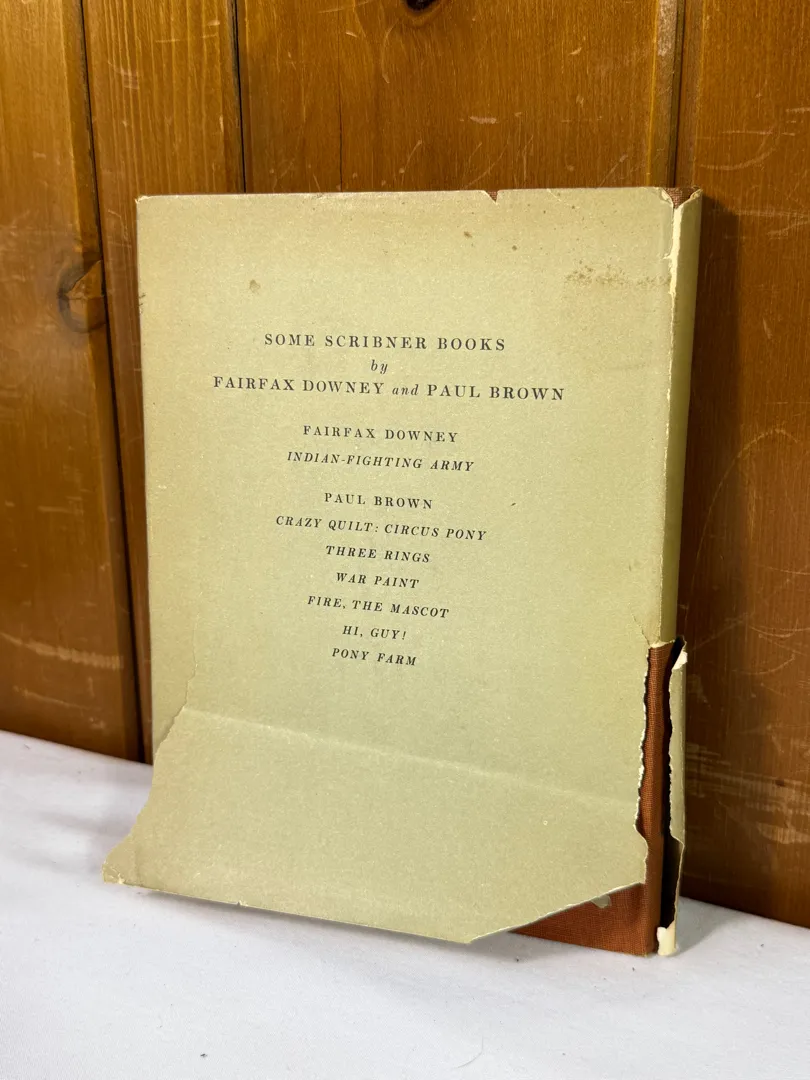 SOME SCRIBNER BOOKS
by
FAIRFAX DOWNEY and PAUL BROWN
FAIRFAX DOWNEY
INDIAN-FIGHTING ARMY
PAUL BROWN
CRAZY QUILT: CIRCUS PONY
THREE RINGS
WAR PAINT
FIRE, THE MASCOT
HI, GUY!
PONY FARM